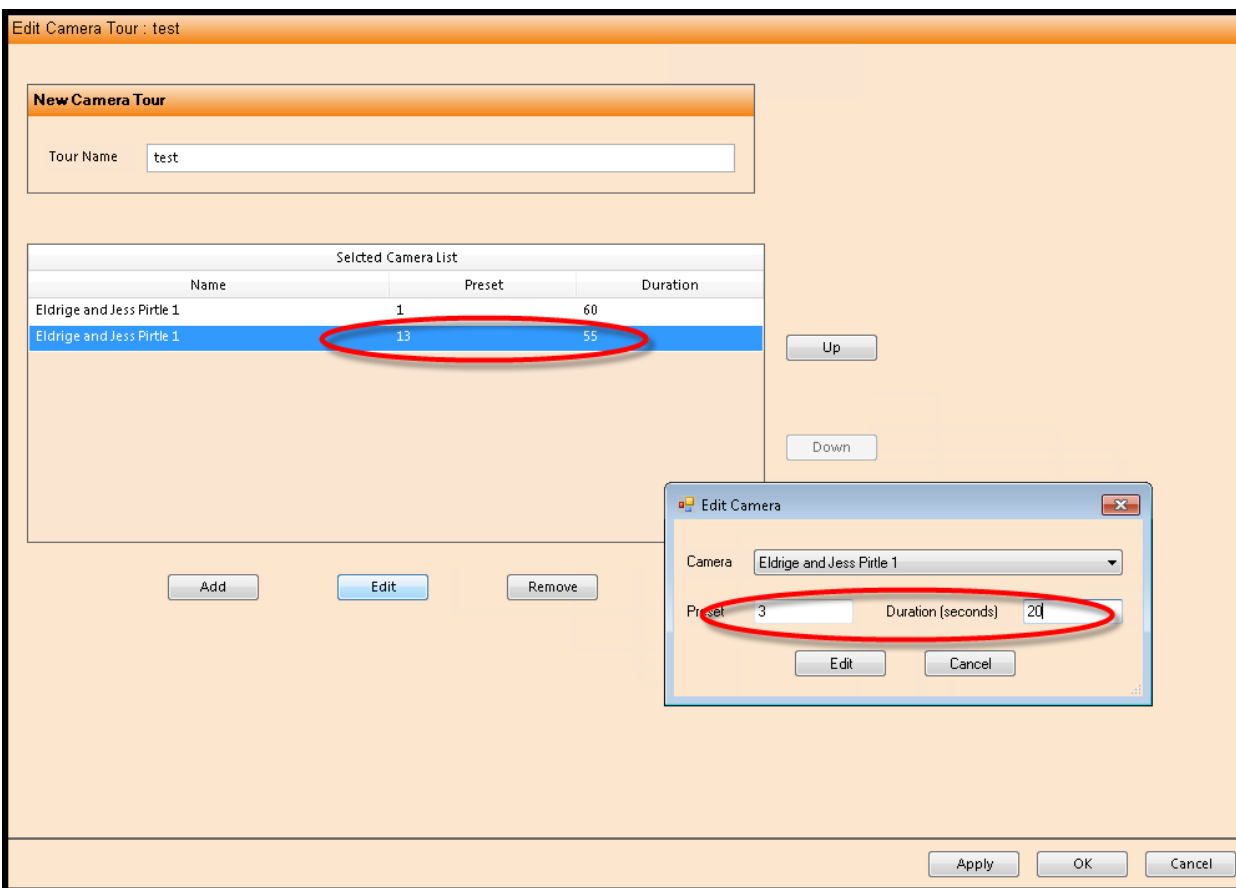 Edit Camera Tour : test
New Camera Tour
Tour Name test
Selcted Camera List
Name Preset Duration
Eldrige and Jess Pirtle 1 1 60
Eldrige and Jess Pirtle 1 13 55
Up
Down
Edit Camera
Camera Eldrige and Jess Pirtle 1
Preset 3 Duration (seconds) 20
Edit Cancel
Add Edit Remove
Apply OK Cancel